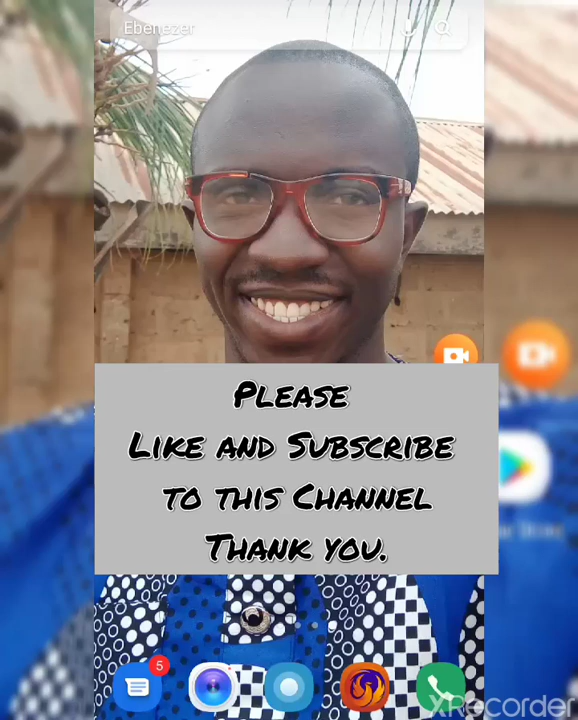 Ebenezer
5
PLEASE
LIKE AND SUBSCRIBE
TO THIS CHANNEL
THANK YOU.
XRecorder